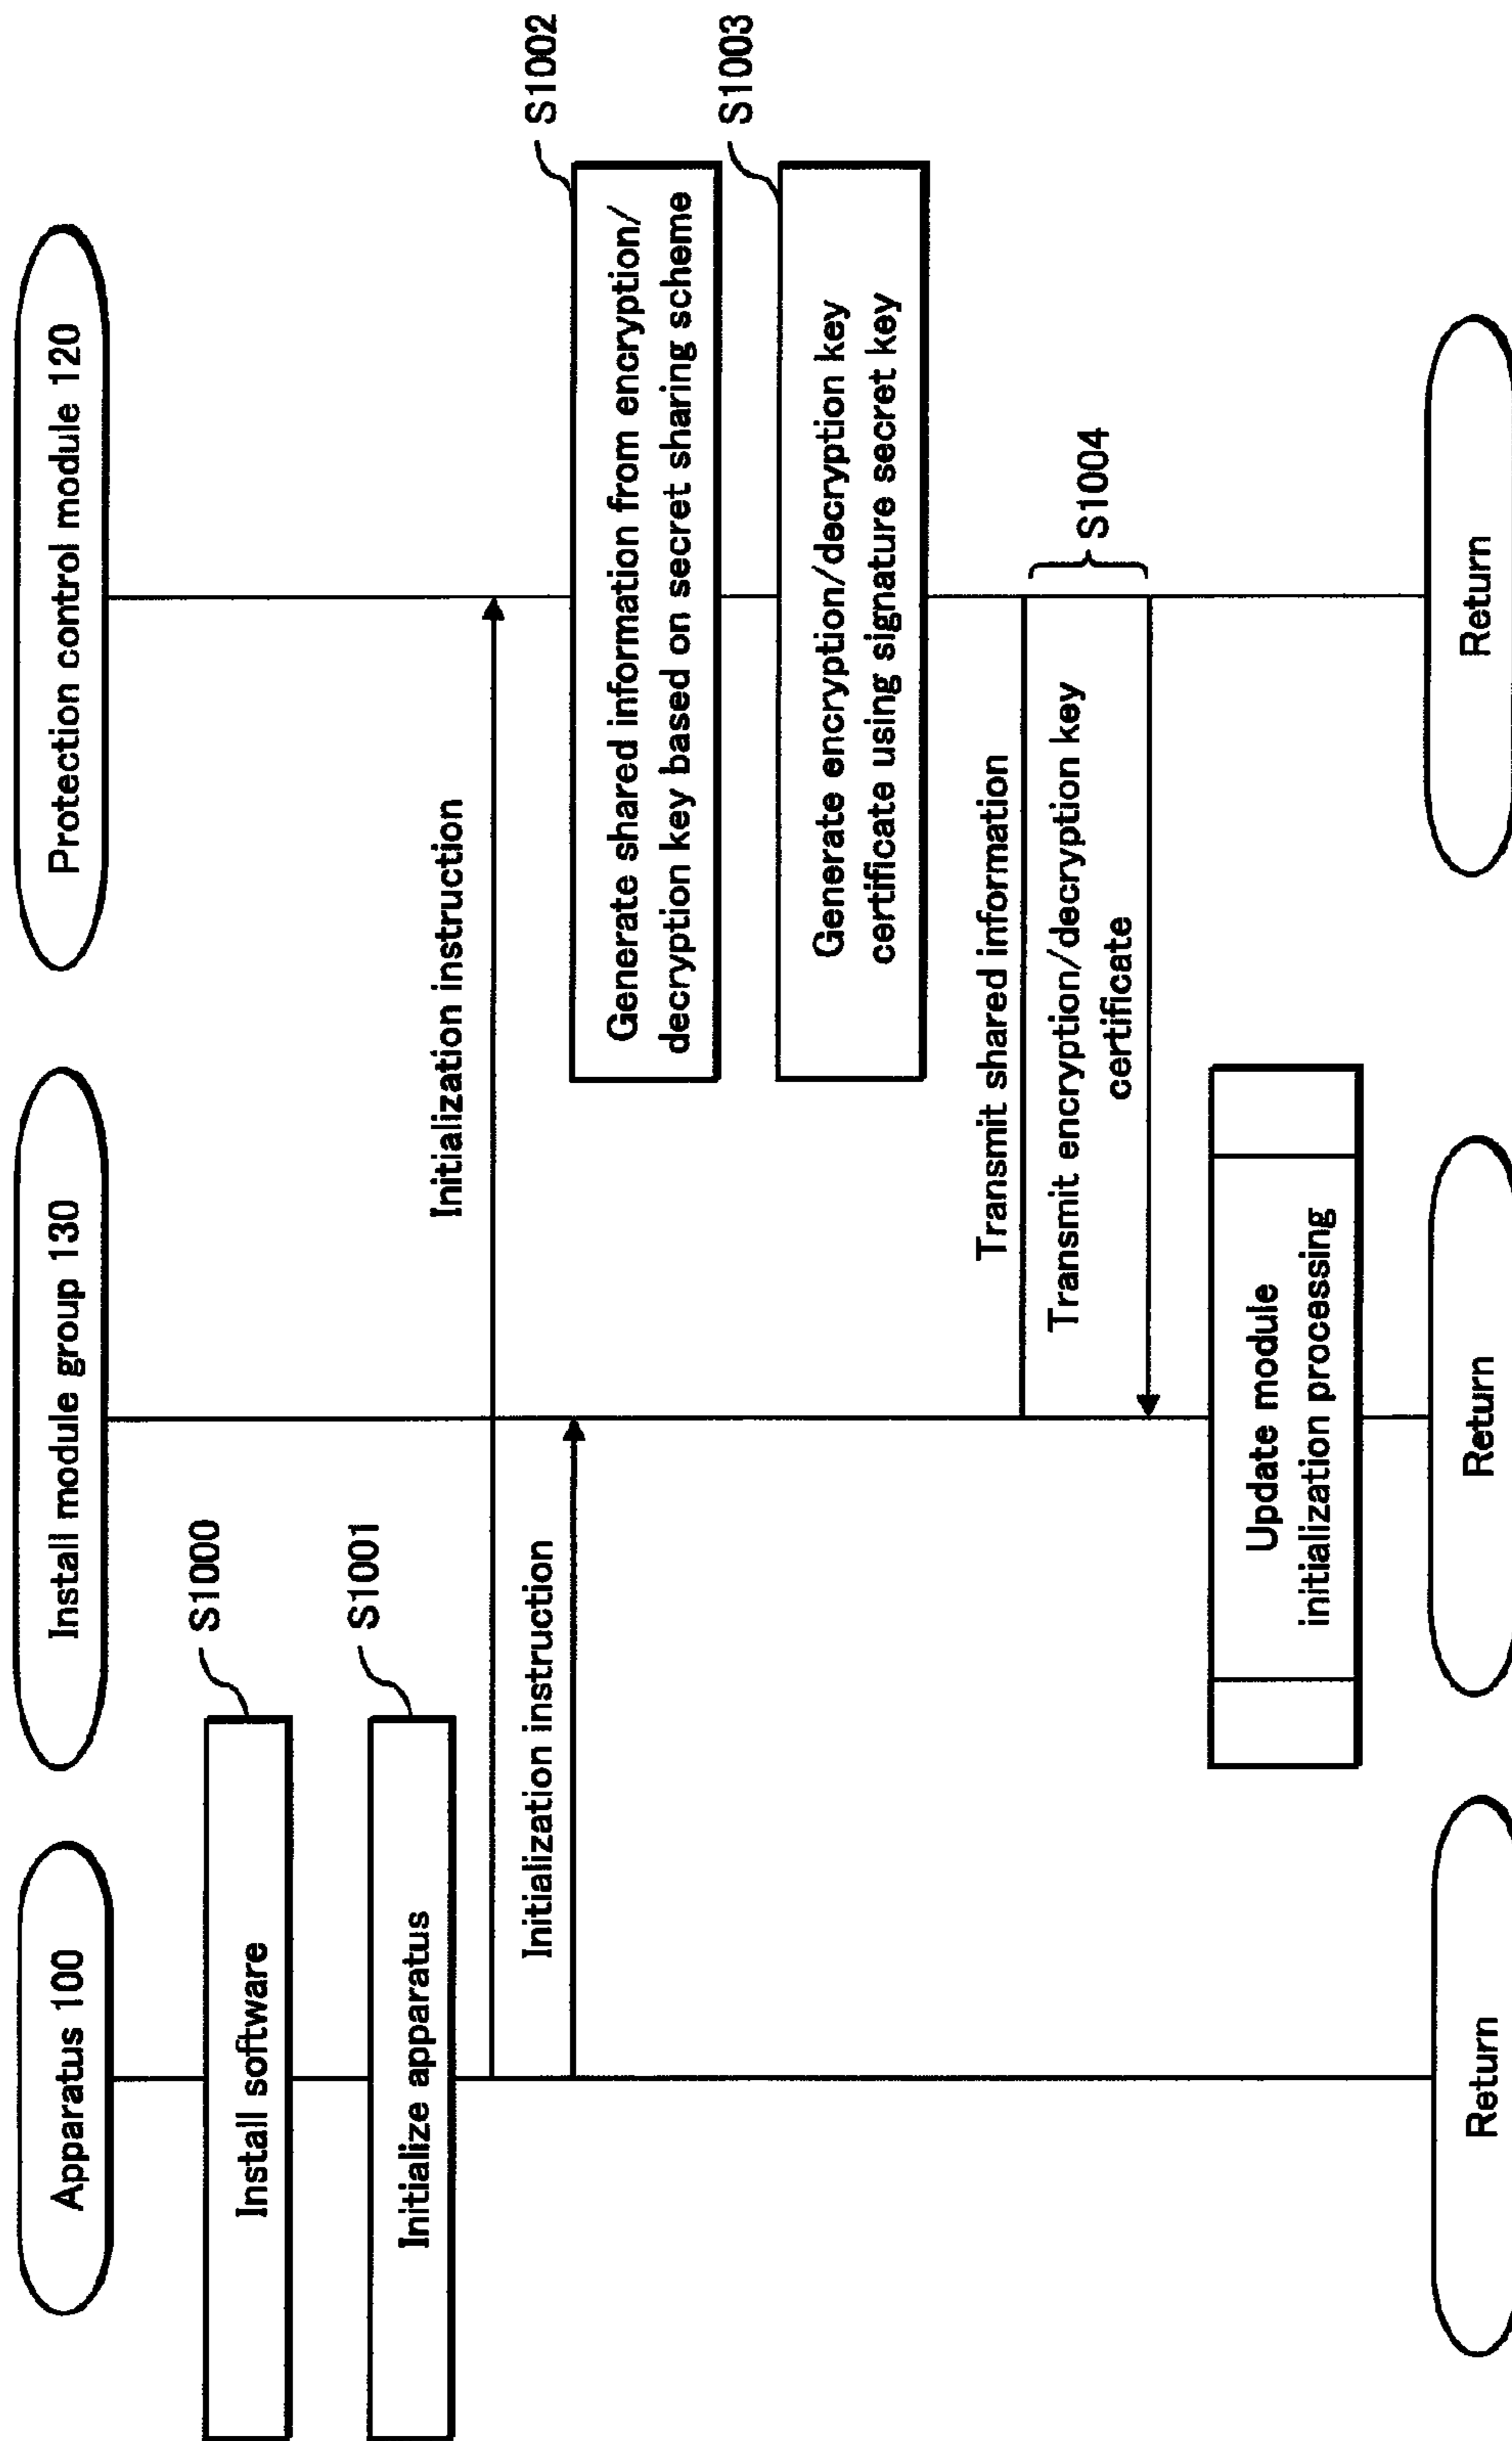 Apparatus 100
Install module group 130
Protection control module 120
S1000
Install software
S1001
Initialize apparatus
Initialization instruction
Initialization instruction
S1002
Generate shared information from encryption/
decryption key based on secret sharing scheme
S1003
Generate encryption/decryption key
certificate using signature secret key
Transmit shared information
S1004
Transmit encryption/decryption key
certificate
Update module
initialization processing
Return
Return
Return